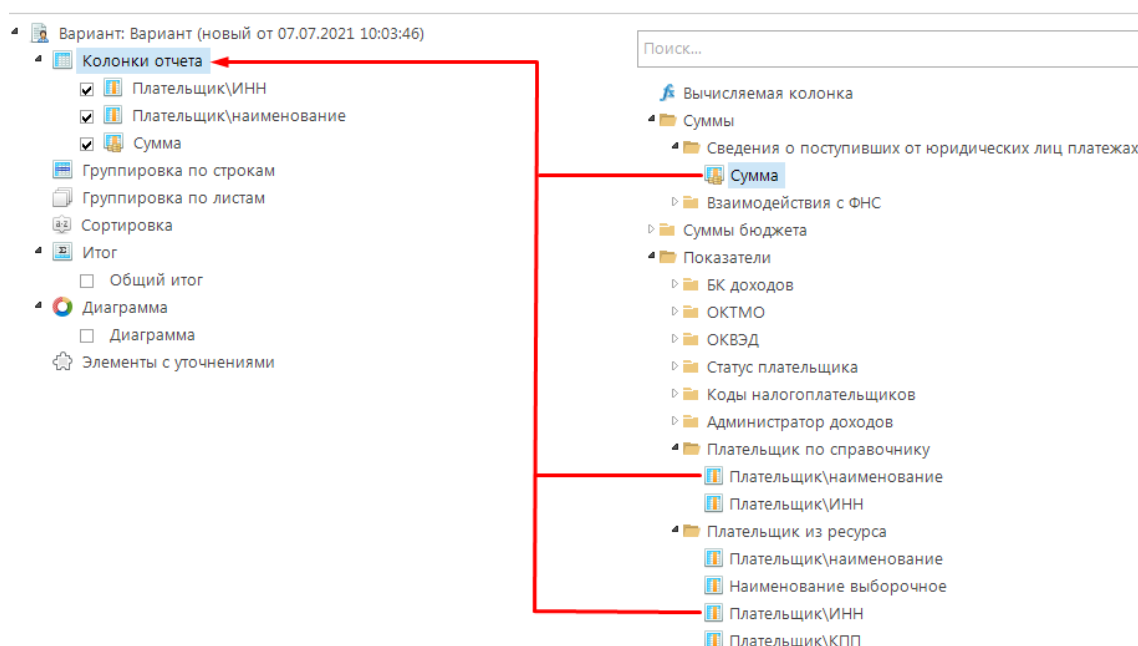 Вариант: Вариант (новый от 07.07.2021 10:03:46)
Колонки отчета
Плательщик\ИНН
Плательщик\наименование
Сумма
Группировка по строкам
Группировка по листам
Сортировка
Итог
Общий итог
Диаграмма
Диаграмма
Элементы с уточнениями
Поиск...
Вычисляемая колонка
Суммы
Сведения о поступивших от юридических лиц платежах
Сумма
Взаимодействия с ФНС
Суммы бюджета
Показатели
БК доходов
ОКТМО
ОКВЭД
Статус плательщика
Коды налогоплательщиков
Администратор доходов
Плательщик по справочнику
Плательщик\наименование
Плательщик\ИНН
Плательщик из ресурса
Плательщик\наименование
Наименование выборочное
Плательщик\ИНН
Плательщик\КПП